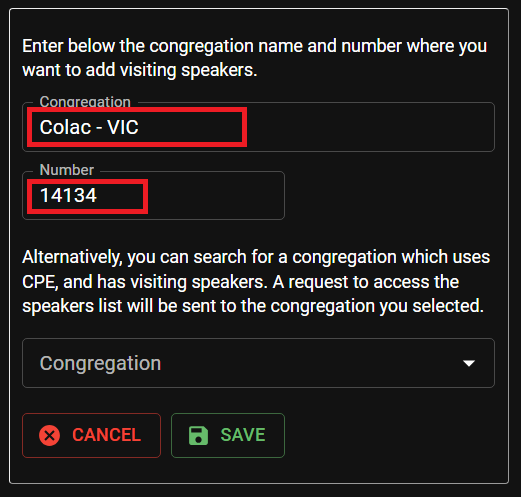 Enter below the congregation name and number where you
want to add visiting speakers.
Congregation
Colac - VIC
Number
14134
Alternatively, you can search for a congregation which uses
CPE, and has visiting speakers. A request to access the
speakers list will be sent to the congregation you selected.
Congregation
CANCEL
SAVE